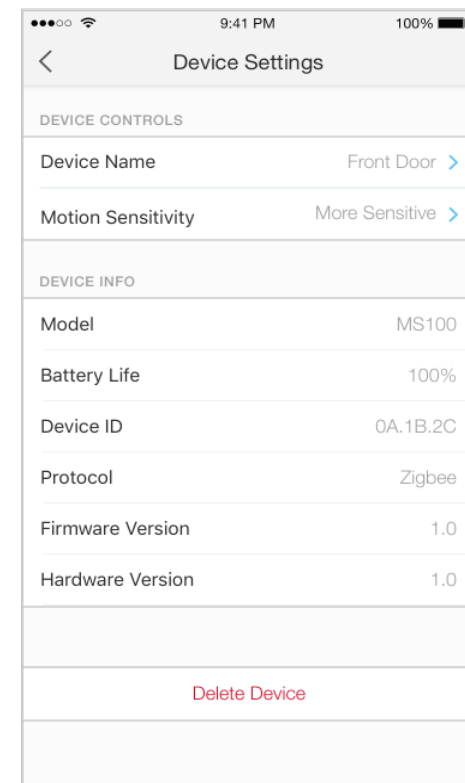 9:41 PM 100%
Device Settings
DEVICE CONTROLS
Device Name Front Door
Motion Sensitivity More Sensitive
DEVICE INFO
Model MS100
Battery Life 100%
Device ID 0A.1B.2C
Protocol Zigbee
Firmware Version 1.0
Hardware Version 1.0
Delete Device